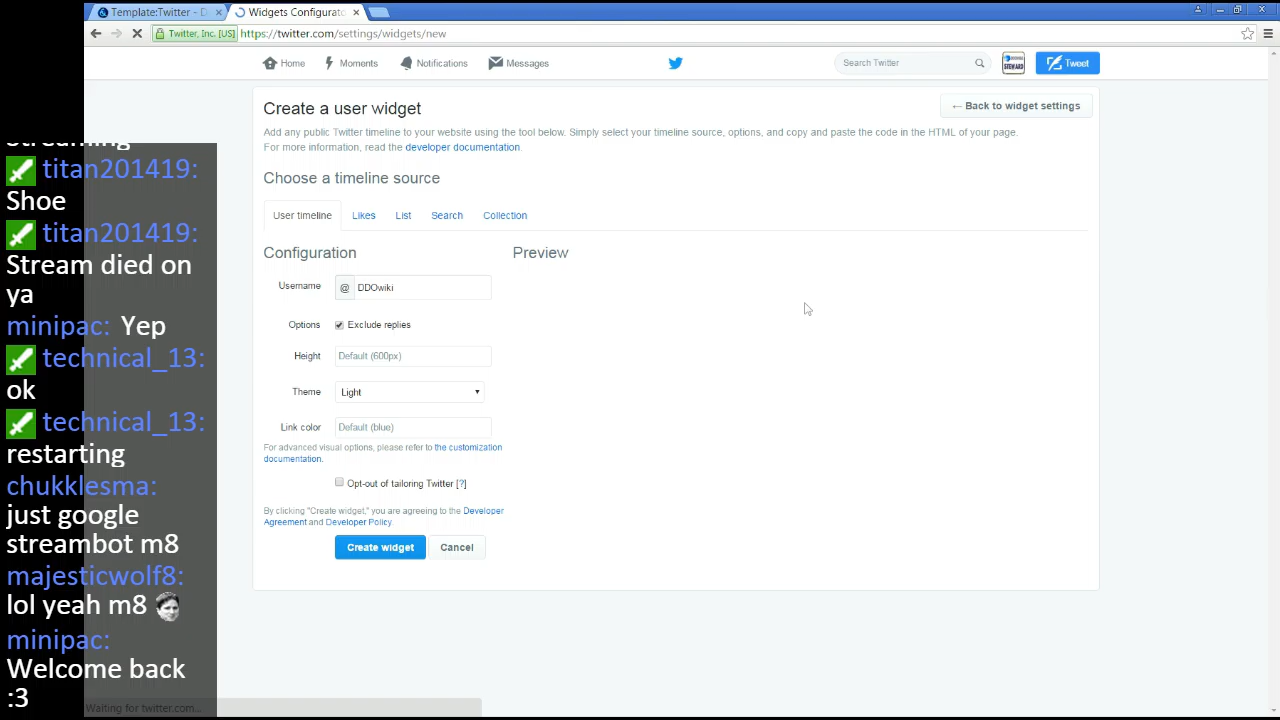 Template:Twitter - D
Widgets Configurato
Twitter, Inc. [US]
https://twitter.com/settings/widgets/new
Home
Moments
Notifications
Messages
Search Twitter
STEWARD
Tweet
Create a user widget
← Back to widget settings
Add any public Twitter timeline to your website using the tool below. Simply select your timeline source, options, and copy and paste the code in the HTML of your page.
For more information, read the developer documentation.
Choose a timeline source
User timeline
Likes
List
Search
Collection
Configuration
Preview
Username
@ DDOwiki
Options
Exclude replies
Height
Default (600px)
Theme
Light
Link color
Default (blue)
For advanced visual options, please refer to the customization
documentation.
Opt-out of tailoring Twitter [?]
By clicking "Create widget," you are agreeing to the Developer
Agreement and Developer Policy.
Create widget
Cancel
Waiting for twitter.com...
streaming
titan201419:
Shoe
titan201419:
Stream died on
ya
minipac: Yep
technical_13:
ok
technical_13:
restarting
chukklesma:
just google
streambot m8
majesticwolf8:
lol yeah m8
minipac:
Welcome back
:3